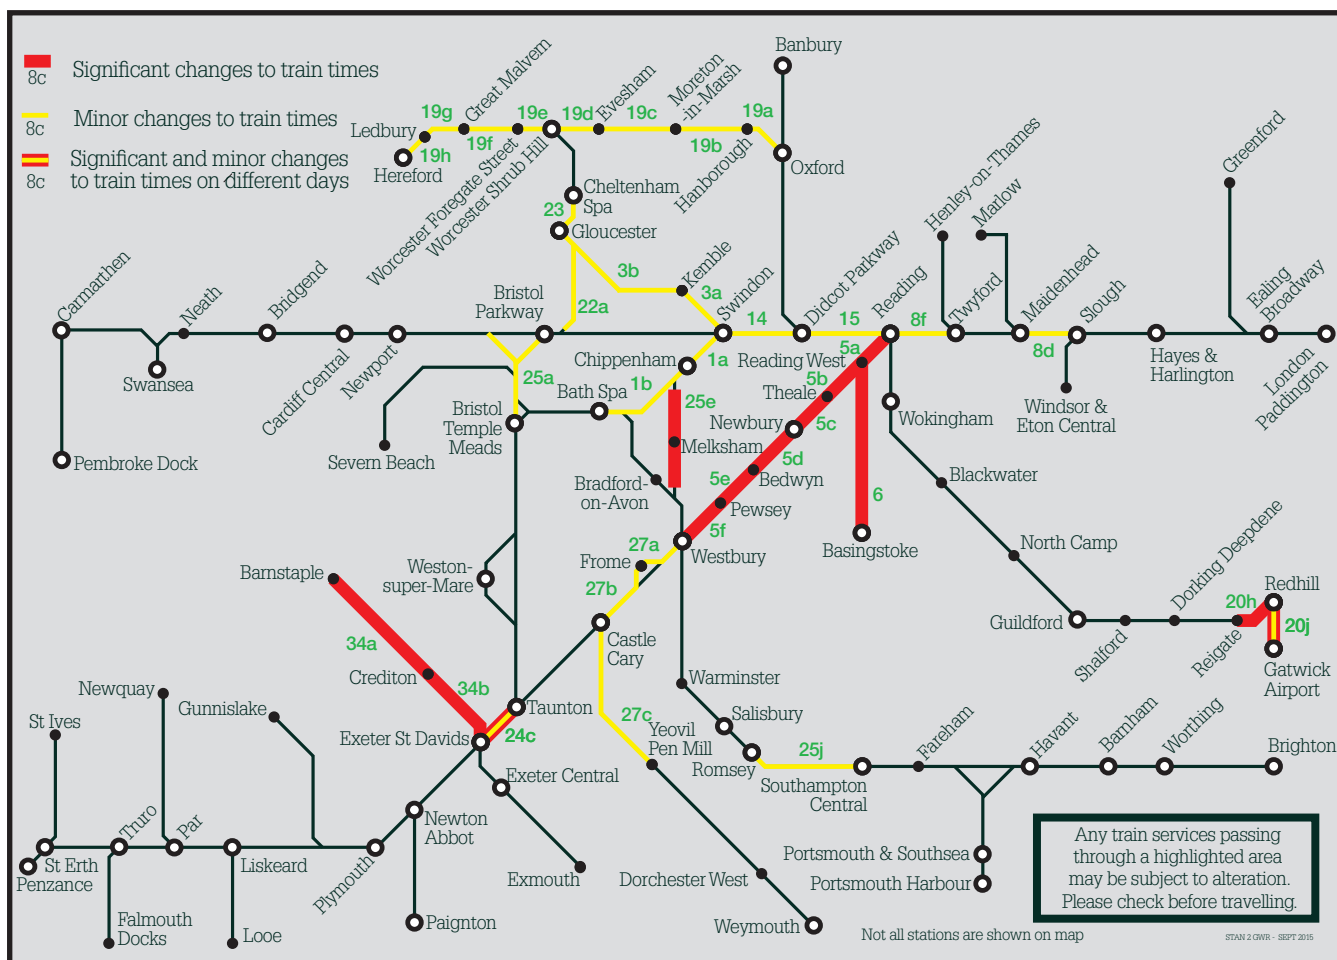 8c
Significant changes to train times
8c
Minor changes to train times
8c
Significant and minor changes
to train times on different days
Banbury
19g
Great Malvern
19e
19d
Evesham
19c
Moreton
-in-Marsh
19a
Ledbury
19h
19f
19b
Hereford
Worcester Foregate Street
Worcester Shrub Hill
Hanborough
Oxford
Henley-on-Thames
Marlow
Greenford
Cheltenham
Spa
23
Gloucester
3b
Kemble
3a
22a
Carmarthen
Neath
Bridgend
Bristol
Parkway
Swindon
14
Didcot Parkway
15
Reading
8f
Twyford
Maidenhead
8d
Slough
Ealing
Broadway
Swansea
Cardiff Central
Newport
Chippenham
1a
Reading West
5a
Hayes &
Harlington
London
Paddington
25a
Bath Spa
1b
25e
5b
Theale
5c
Wokingham
Windsor &
Eton Central
Pembroke Dock
Severn Beach
Bristol
Temple
Meads
Melksham
Newbury
5d
Bedwyn
Blackwater
Bradford-
on-Avon
5e
Pewsey
6
5f
Westbury
Basingstoke
North Camp
27a
Frome
27b
Barnstaple
Weston-
super-Mare
Dorking Deepdene
Redhill
20h
20j
Guildford
Shalford
Reigate
Gatwick
Airport
Castle
Cary
34a
Crediton
34b
Warminster
Newquay
Gunnislake
Taunton
27c
Salisbury
St Ives
Exeter St Davids
24c
Yeovil
Pen Mill
Romsey
25j
Fareham
Havant
Barnham
Worthing
Brighton
Exeter Central
Southampton
Central
Truro
Par
Newton
Abbot
St Erth
Penzance
Liskeard
Plymouth
Exmouth
Dorchester West
Portsmouth & Southsea
Portsmouth Harbour
Falmouth
Docks
Looe
Paignton
Weymouth
Any train services passing
through a highlighted area
may be subject to alteration.
Please check before travelling.
Not all stations are shown on map
STAN 2 GWR - SEPT 2015